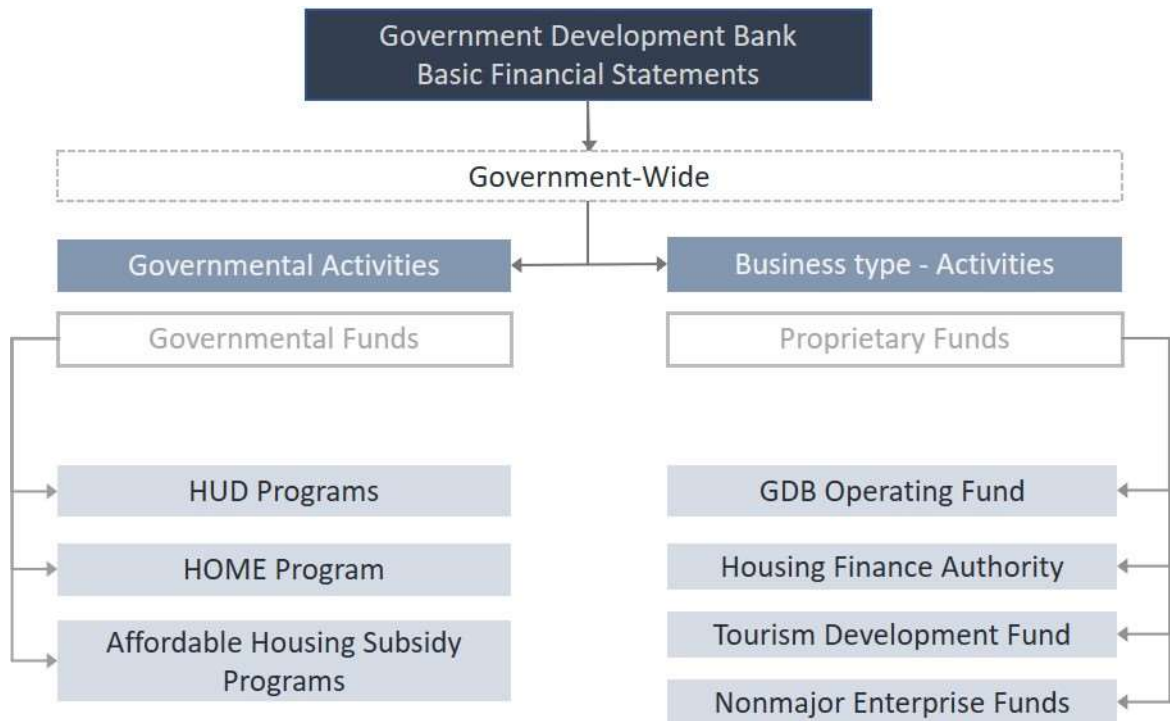 Government Development Bank
Basic Financial Statements
Government-Wide
Governmental Activities
Business type - Activities
Governmental Funds
Proprietary Funds
HUD Programs
GDB Operating Fund
HOME Program
Housing Finance Authority
Affordable Housing Subsidy
Programs
Tourism Development Fund
Nonmajor Enterprise Funds